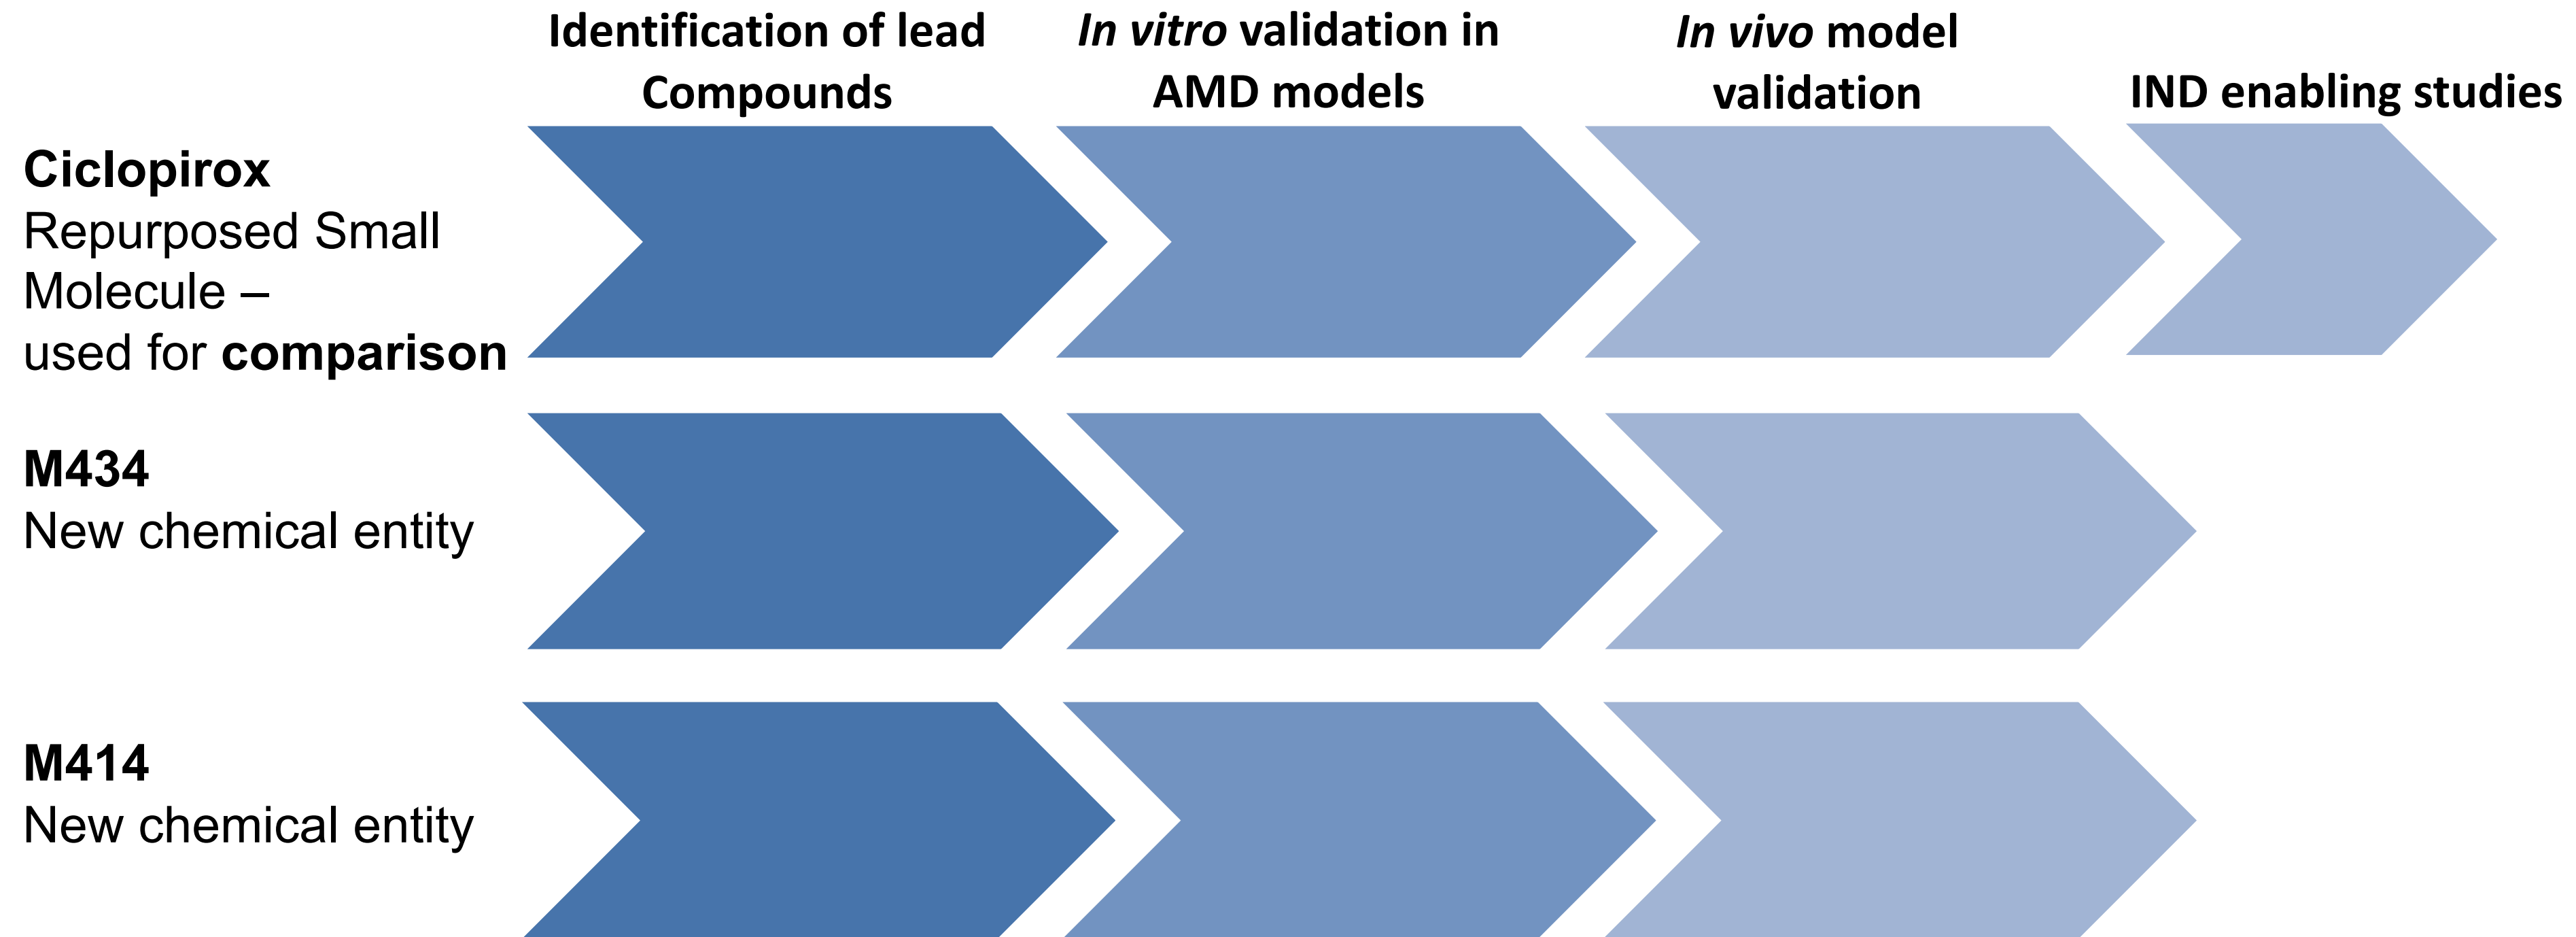 Identification of lead
Compounds
In vitro validation in
AMD models
In vivo model
validation
IND enabling studies
Ciclopirox
Repurposed Small
Molecule –
used for comparison
M434
New chemical entity
M414
New chemical entity